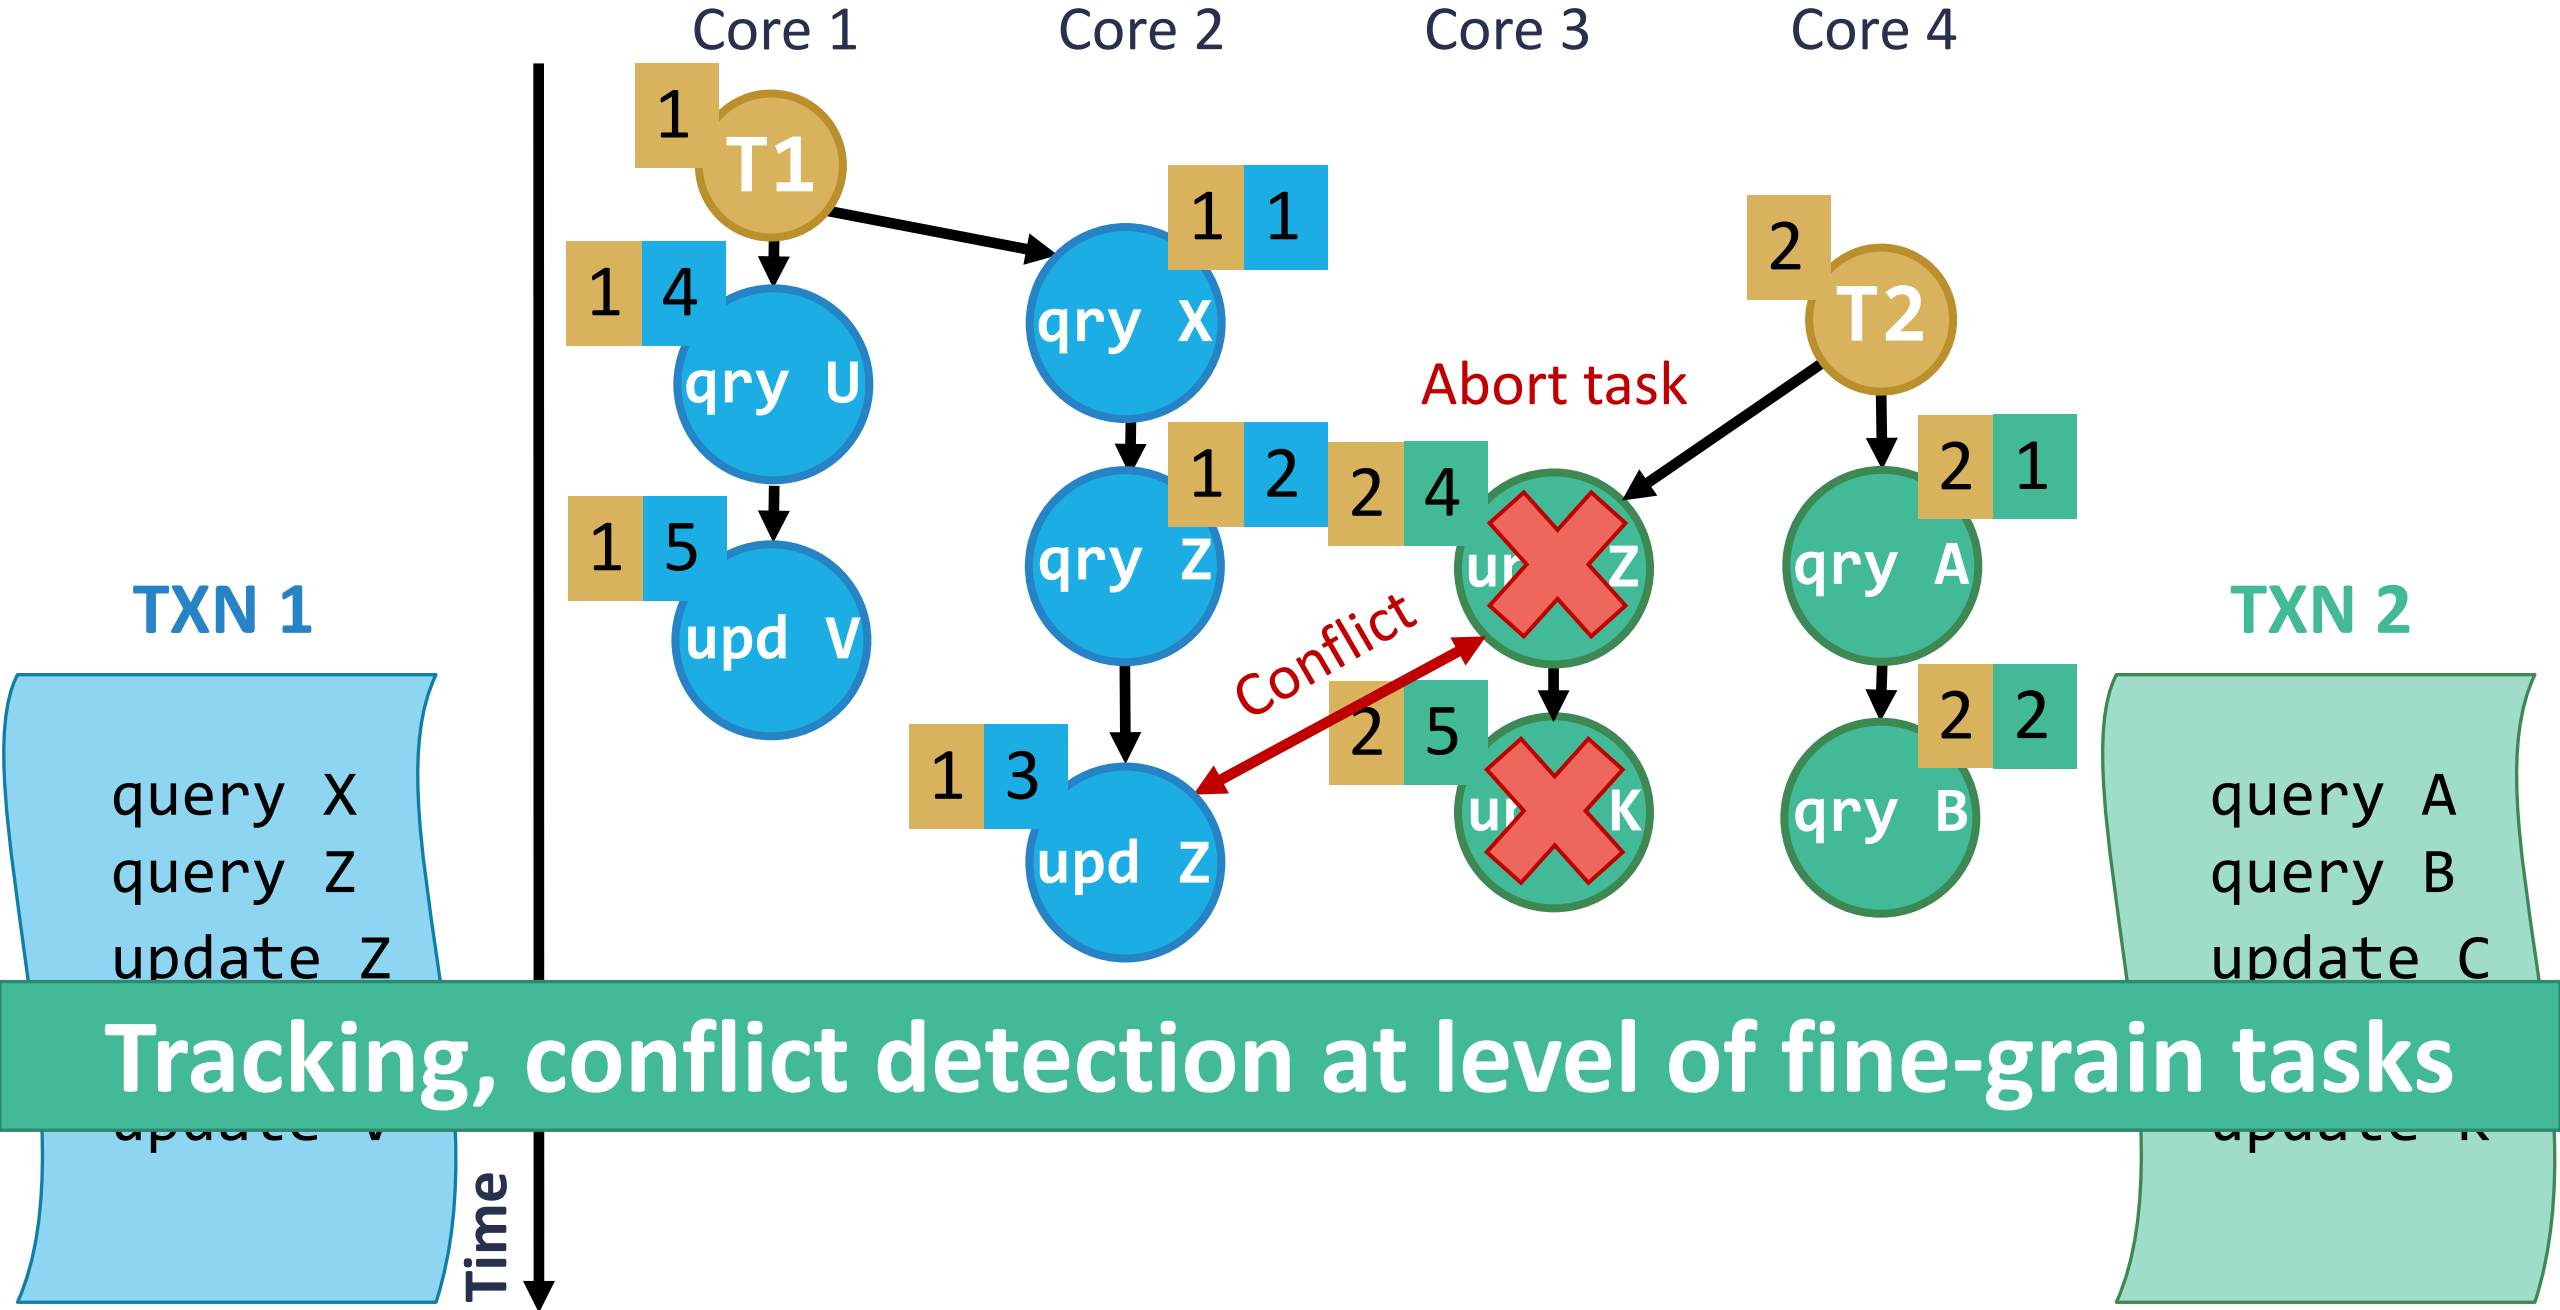 Core 1 Core 2 Core 3 Core 4
1
T1
1 1
2
T2
1 4
qry U
qry X
Abort task
1 2
2 4
2 1
1 5
upd V
qry Z
Z
qry A
Conflict
TXN 1
TXN 2
1 3
2 5
2 2
upd Z
K
qry B
query X
query Z
update Z
query A
query B
update C
Tracking, conflict detection at level of fine-grain tasks
update V
update K
Time